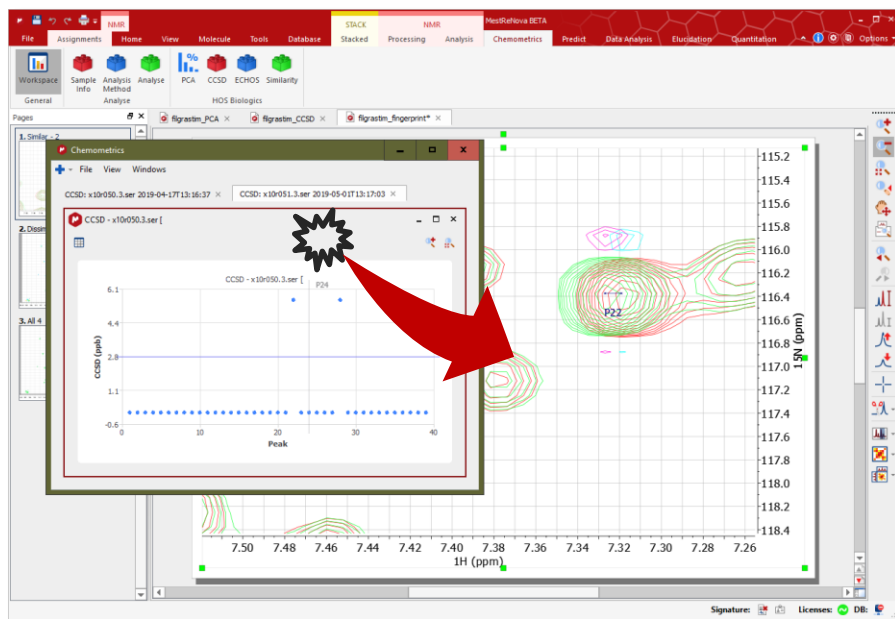 NMR
STACK
NMR
MestReNova BETA
File Assignments Home View Molecule Tools Database Stacked Processing Analysis Chemometrics Predict Data Analysis Elucidation Quantitation Options
Workspace
Sample Info
Analysis Method
Analyse
PCA
CCSD
ECHOS
Similarity
General
Analyse
HOS Biologics
Pages
filgrastim_PCA
filgrastim_CCSD
filgrastim_fingerprint*
1. Similar - 2
2. Dissim
3. All 4
Chemometrics
File View Windows
CCSD: x10r050.3.ser 2019-04-17T13:16:37
CCSD: x10r051.3.ser 2019-05-01T13:17:03
CCSD - x10r050.3.ser [
CCSD - x10r050.3.ser [
P24
6.1
4.4
2.8
1.1
-0.6
CCSD (ppb)
0 10 20 30 40
Peak
P22
115.2
115.4
115.6
115.8
116.0
116.2
116.4
116.6
116.8
117.0
117.2
117.4
117.6
117.8
118.0
118.2
118.4
15N (ppm)
7.50 7.48 7.46 7.44 7.42 7.40 7.38 7.36 7.34 7.32 7.30 7.28 7.26
1H (ppm)
Signature: Licenses: DB: